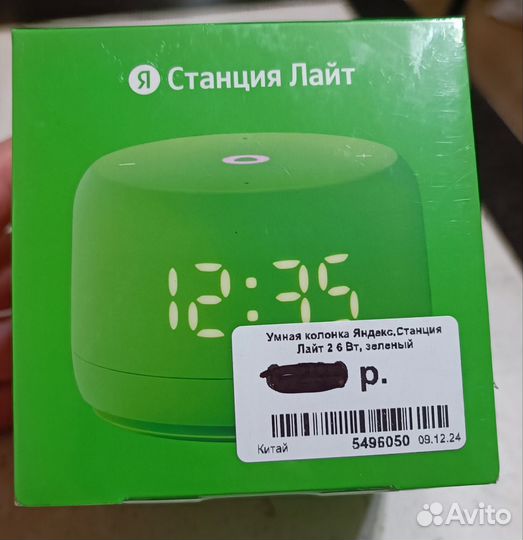 Я Станция Лайт
12:35
Умная колонка Яндекс.Станция
Лайт 2 6 Вт, зеленый
р.
Китай 5496050 09.12.24
Avito